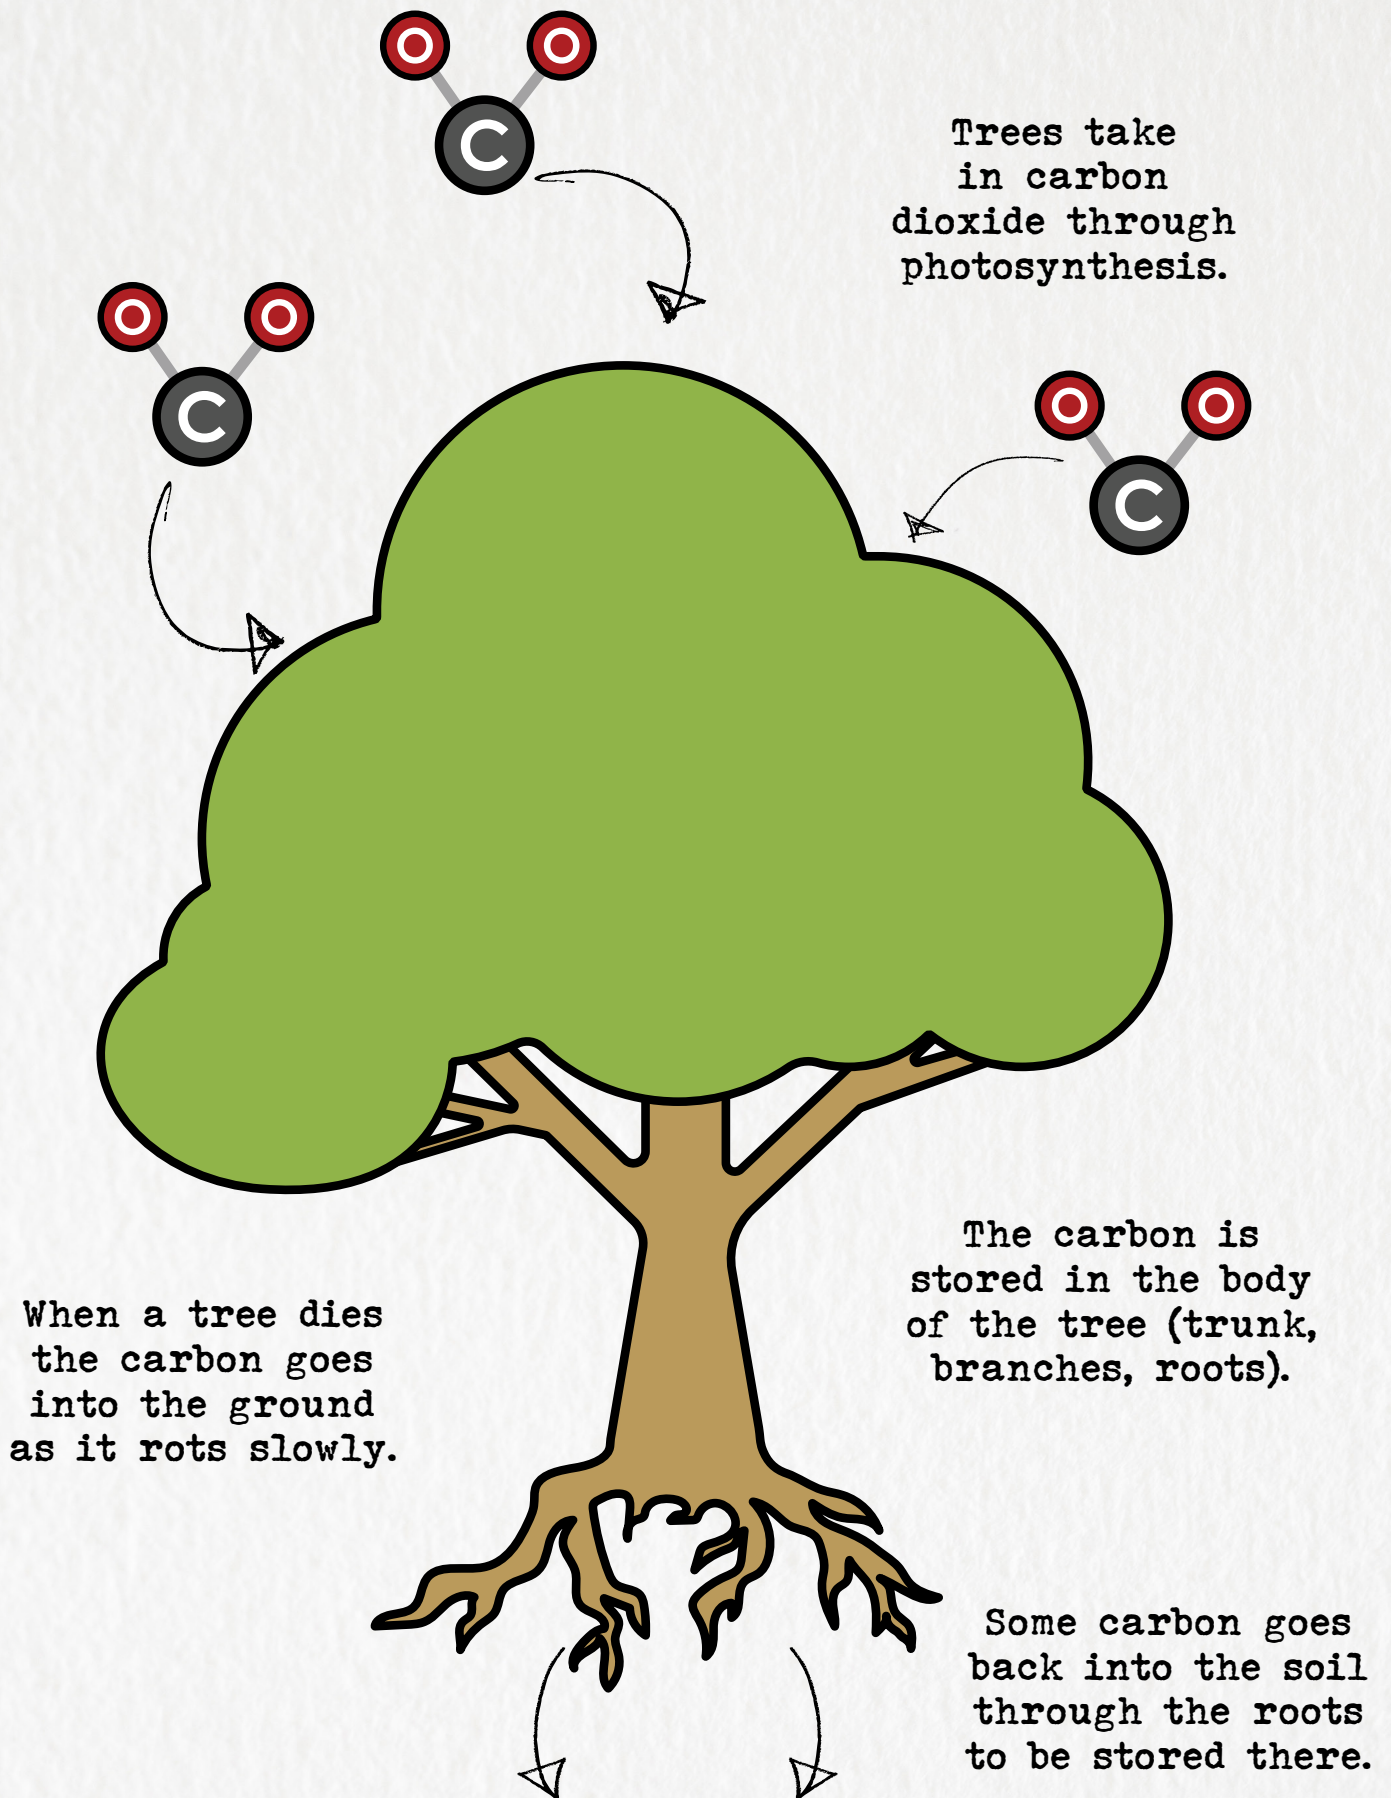 O O
C
Trees take
in carbon
dioxide through
photosynthesis.
O O
C
O O
C
The carbon is
stored in the body
of the tree (trunk,
branches, roots).
When a tree dies
the carbon goes
into the ground
as it rots slowly.
Some carbon goes
back into the soil
through the roots
to be stored there.